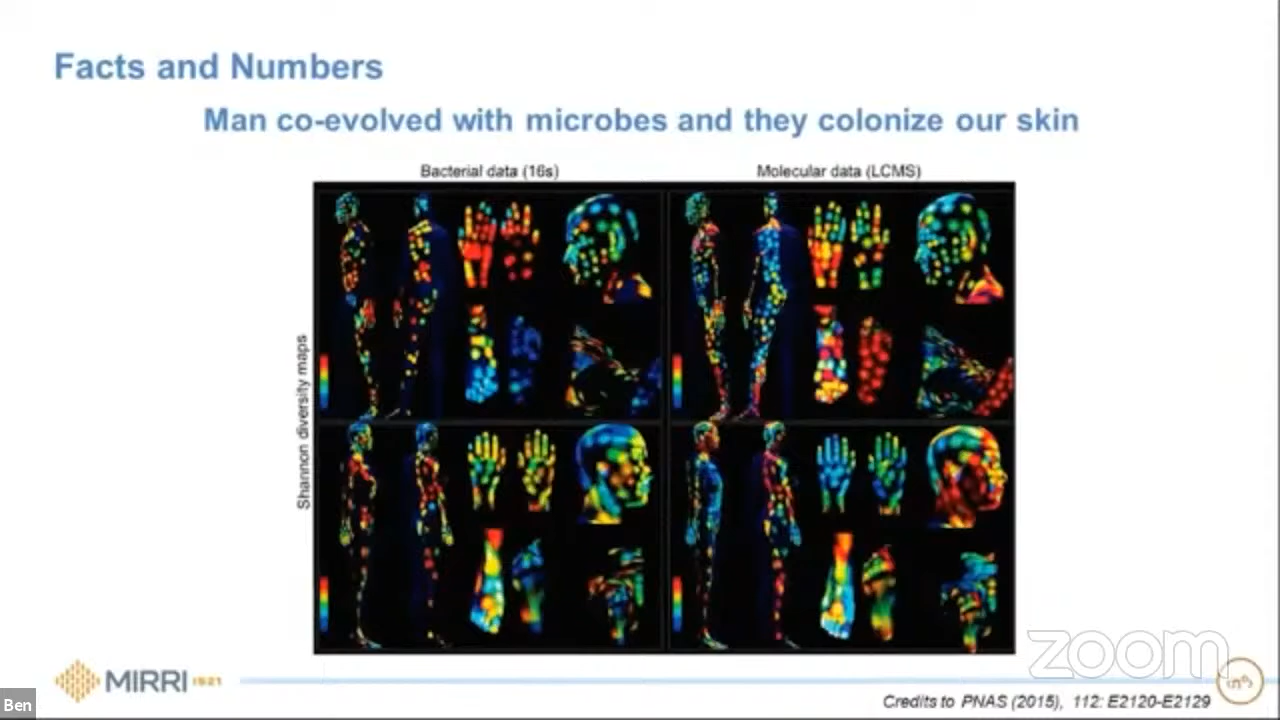 Facts and Numbers
Man co-evolved with microbes and they colonize our skin
Bacterial data (16s)
Molecular data (LCMS)
Shannon diversity maps
MIRRI IS21
zoom
Credits to PNAS (2015), 112: E2120-E2129
Ben